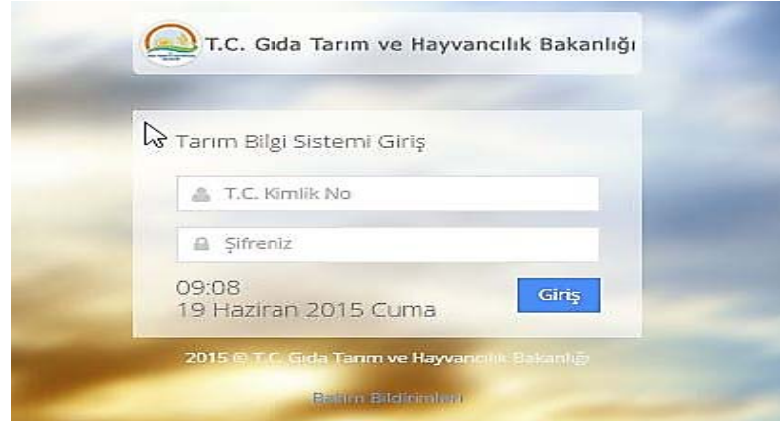 T.C. Gıda Tarım ve Hayvancılık Bakanlığı
Tarım Bilgi Sistemi Giriş
T.C. Kimlik No
Şifreniz
09:08
19 Haziran 2015 Cuma
Giriş
2015 © T.C. Gıda Tarım ve Hayvancılık Bakanlığı
Bildirimleri